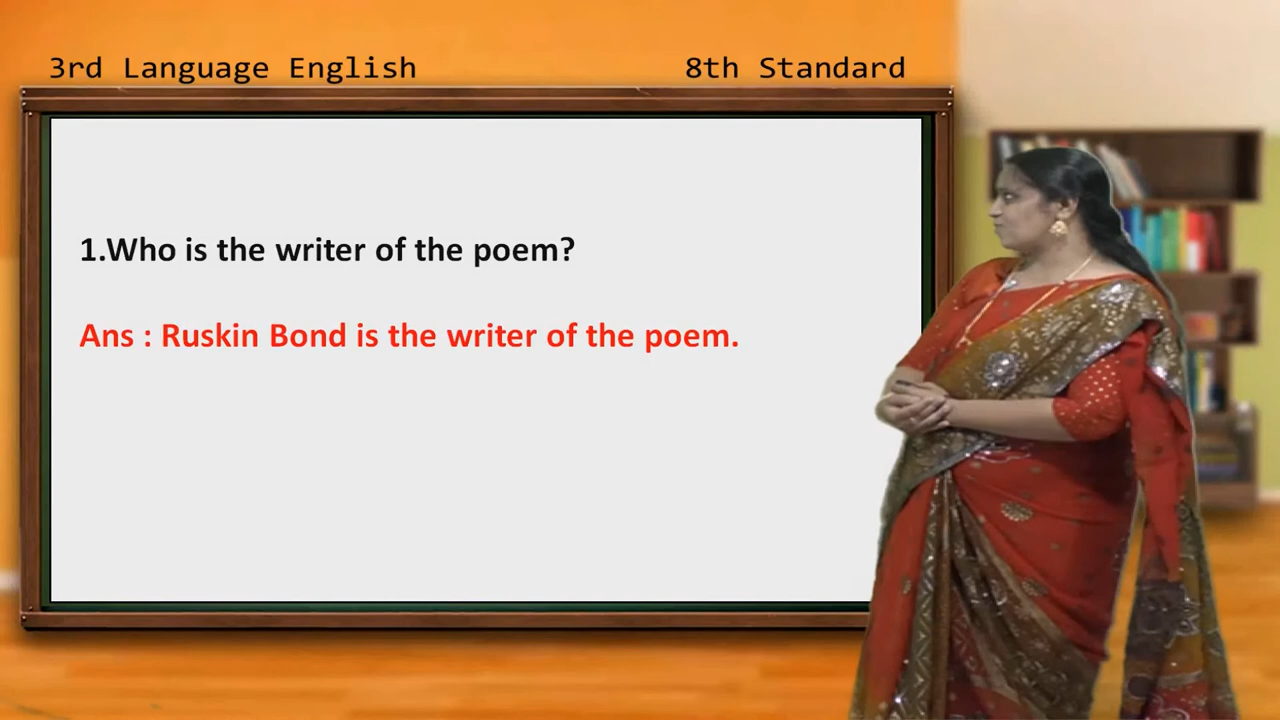 3rd Language English
8th Standard
1.Who is the writer of the poem?
Ans : Ruskin Bond is the writer of the poem.